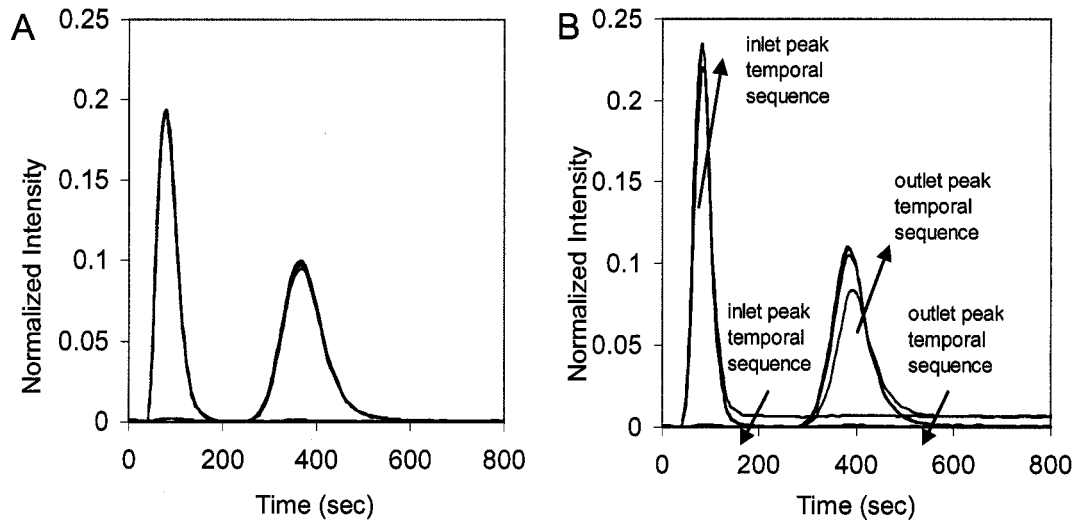 A
0.25
0.2
0.15
0.1
0.05
0
0 200 400 600 800
Normalized Intensity
Time (sec)
B
0.25
0.2
0.15
0.1
0.05
0
0 200 400 600 800
Normalized Intensity
Time (sec)
inlet peak
temporal
sequence
outlet peak
temporal
sequence
inlet peak
temporal
sequence
outlet peak
temporal
sequence